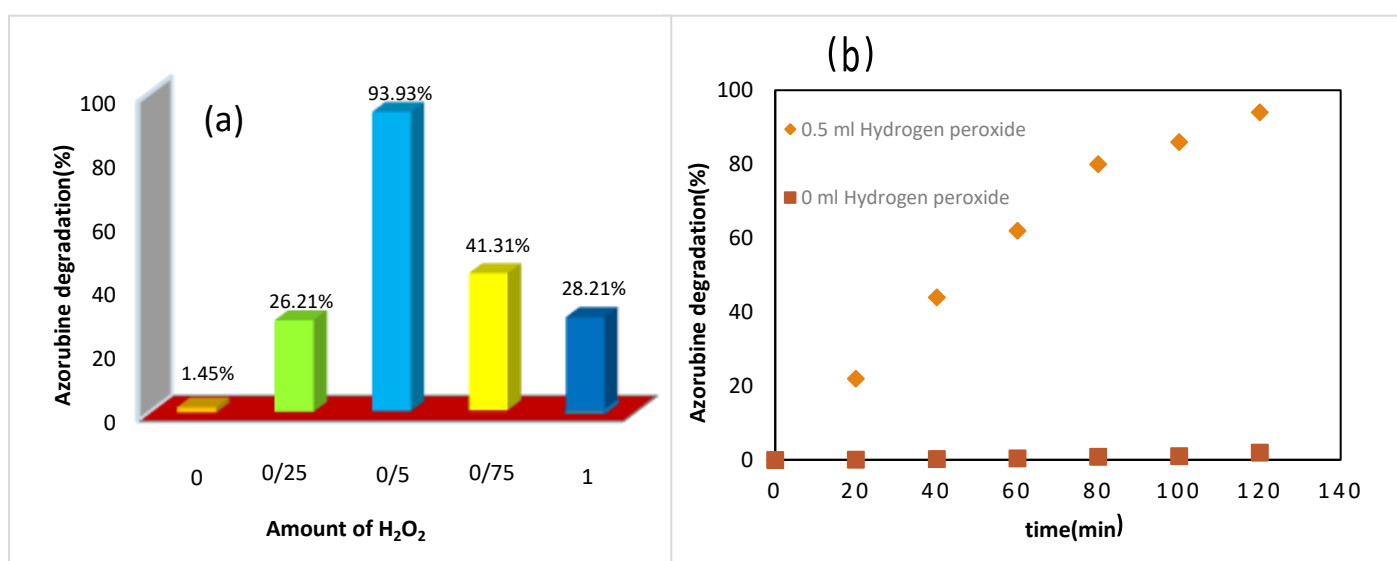 (a)
Azorubine degradation(%)
100
80
60
40
20
0
1.45%
26.21%
93.93%
41.31%
28.21%
0
0/25
0/5
0/75
1
Amount of H₂O₂
(b)
Azorubine degradation(%)
100
80
60
40
20
0
0.5 ml Hydrogen peroxide
0 ml Hydrogen peroxide
0 20 40 60 80 100 120 140
time(min)